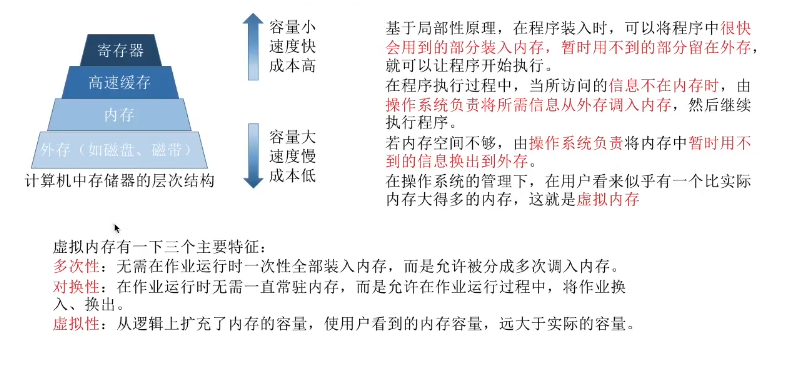 寄存器
高速缓存
内存
外存（如磁盘、磁带）
计算机中存储器的层次结构
容量小
速度快
成本高
容量大
速度慢
成本低
基于局部性原理，在程序装入时，可以将程序中很快
会用到的部分装入内存，暂时用不到的部分留在外存，
就可以让程序开始执行。
在程序执行过程中，当所访问的信息不在内存时，由
操作系统负责将所需信息从外存调入内存，然后继续
执行程序。
若内存空间不够，由操作系统负责将内存中暂时用不
到的信息换出到外存。
在操作系统的管理下，在用户看来似乎有一个比实际
内存大得多的内存，这就是虚拟内存
虚拟内存有一下三个主要特征：
多次性：无需在作业运行时一次性全部装入内存，而是允许被分成多次调入内存。
对换性：在作业运行时无需一直常驻内存，而是允许在作业运行过程中，将作业换
入、换出。
虚拟性：从逻辑上扩充了内存的容量，使用户看到的内存容量，远大于实际的容量。